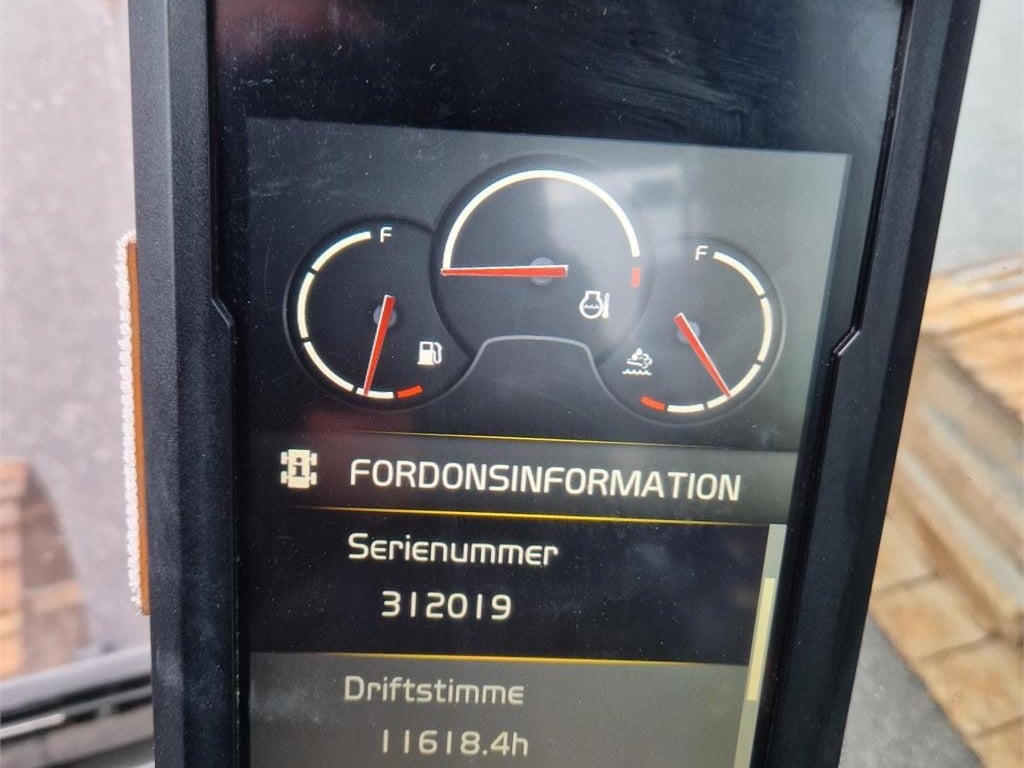 F
F
FORDONSINFORMATION
Serienummer
312019
Driftstimme
11618.4h